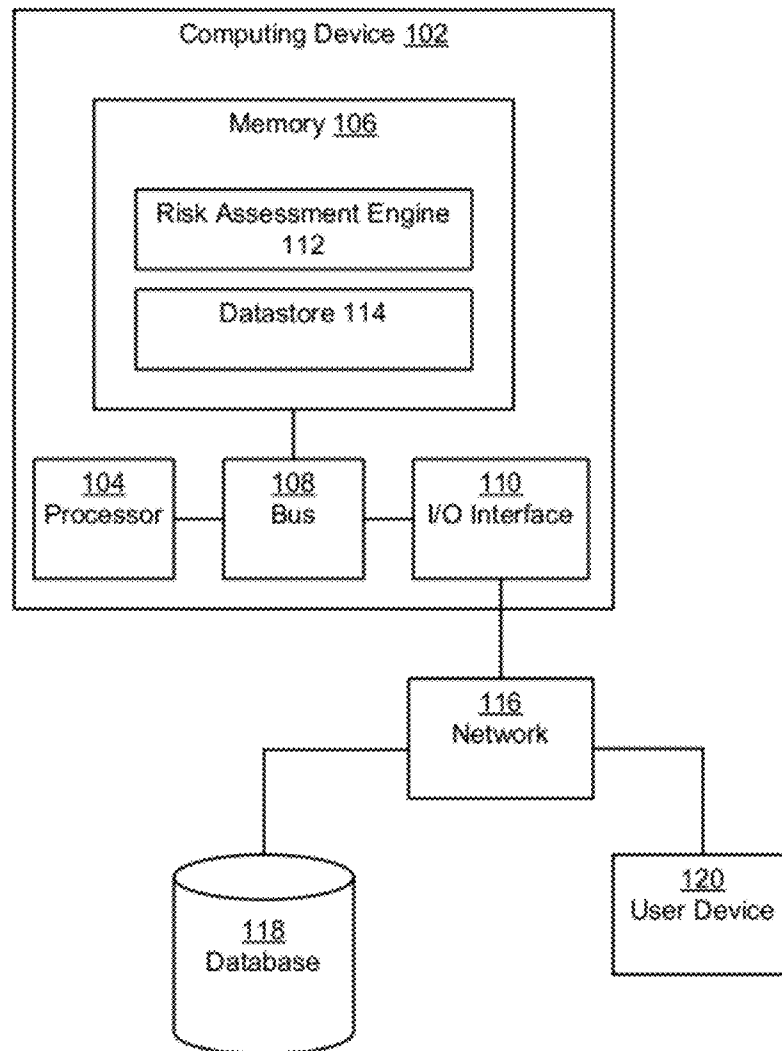 Computing Device 102
Memory 106
Risk Assessment Engine
112
Datastore 114
104
Processor
108
Bus
110
I/O Interface
116
Network
118
Database
120
User Device